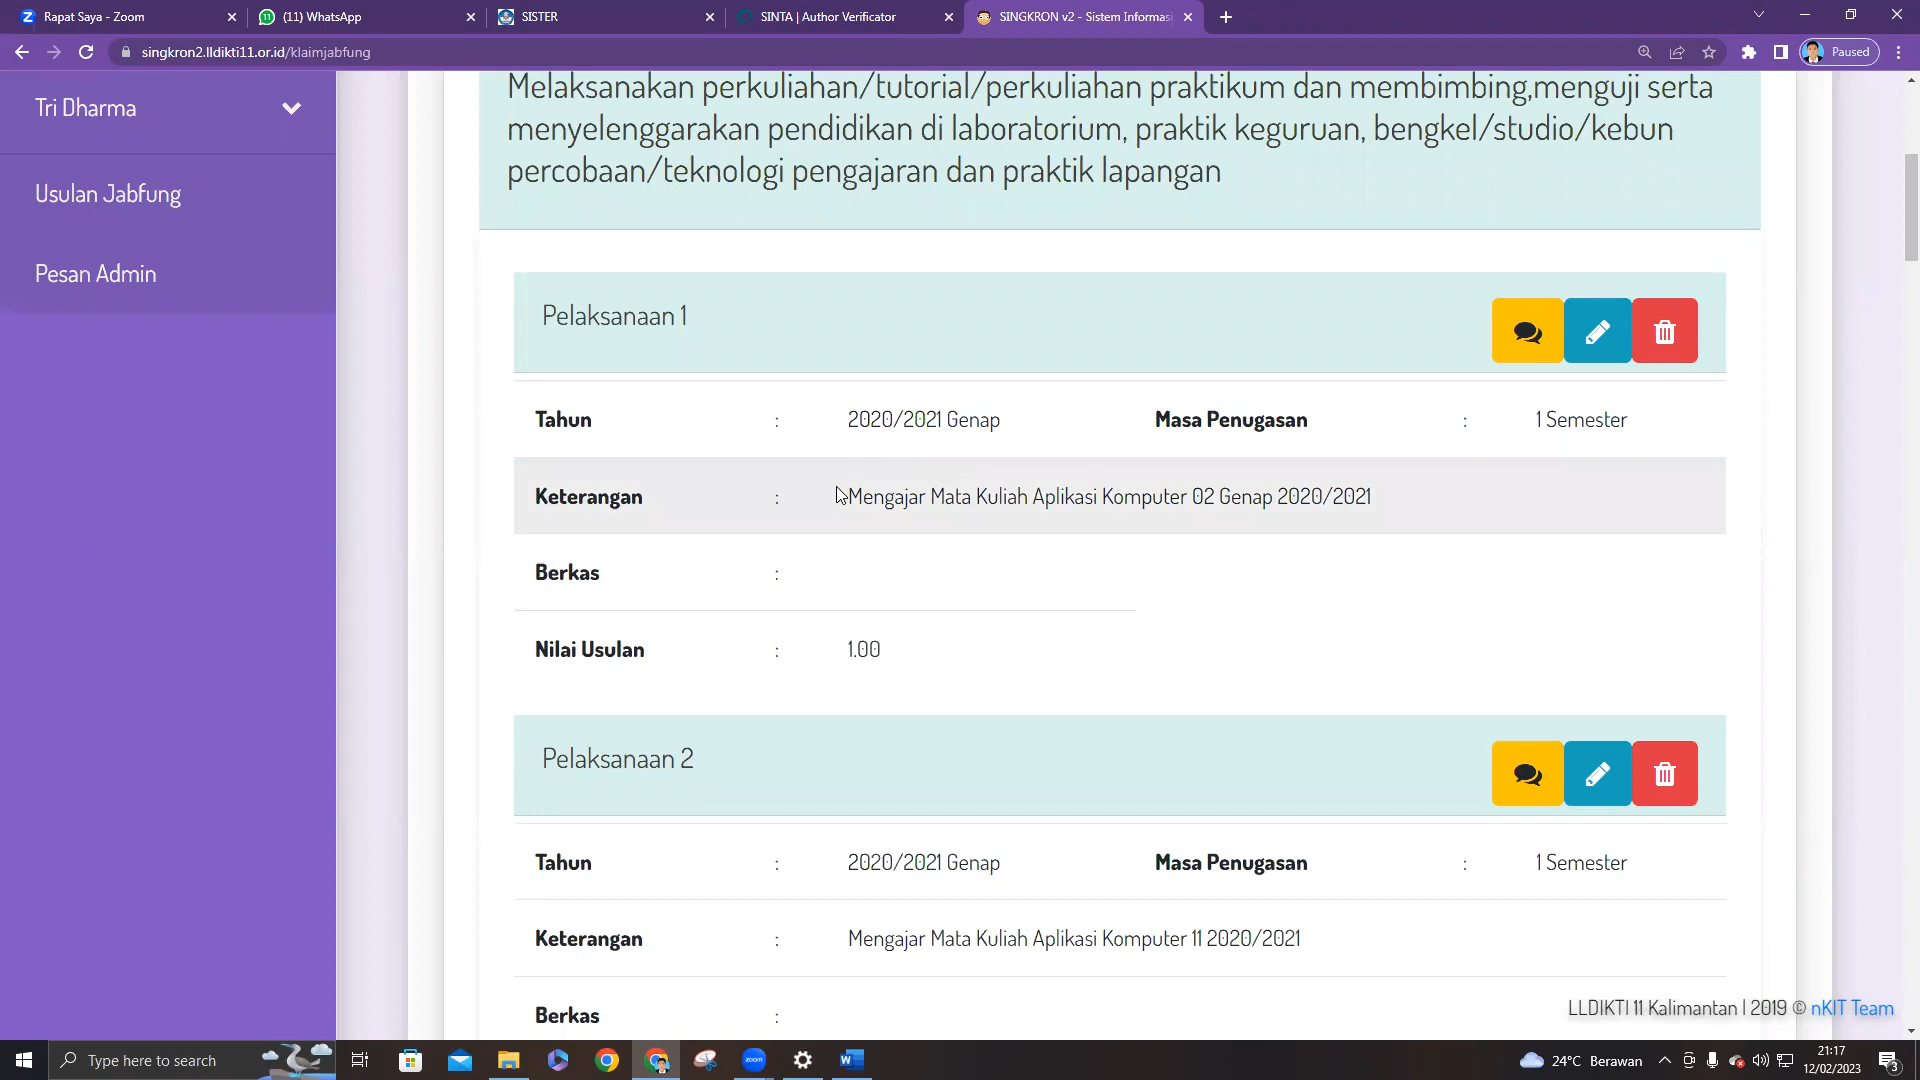 Rapat Saya - Zoom
(11) WhatsApp
SISTER
SINTA | Author Verificator
SINGKRON v2 - Sistem Informasi
singkron2.lldikti11.or.id/klaimjabfung
Paused
Tri Dharma
Usulan Jabfung
Pesan Admin
Melaksanakan perkuliahan/tutorial/perkuliahan praktikum dan membimbing,menguji serta
menyelenggarakan pendidikan di laboratorium, praktik keguruan, bengkel/studio/kebun
percobaan/teknologi pengajaran dan praktik lapangan
Pelaksanaan 1
Tahun : 2020/2021 Genap Masa Penugasan : 1 Semester
Keterangan : Mengajar Mata Kuliah Aplikasi Komputer 02 Genap 2020/2021
Berkas :
Nilai Usulan : 1.00
Pelaksanaan 2
Tahun : 2020/2021 Genap Masa Penugasan : 1 Semester
Keterangan : Mengajar Mata Kuliah Aplikasi Komputer 11 2020/2021
Berkas :
LLDIKTI 11 Kalimantan | 2019 © nKIT Team
Type here to search
zoom
24°C Berawan
21:17
12/02/2023
3